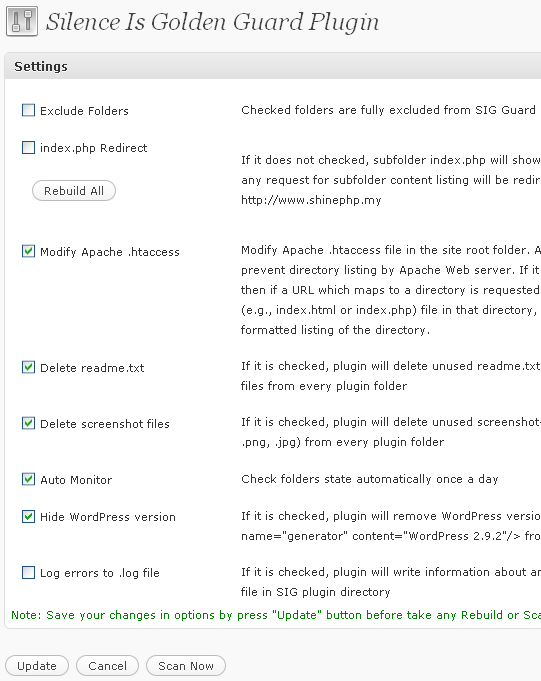 Silence Is Golden Guard Plugin
Settings
Exclude Folders
Checked folders are fully excluded from SIG Guard
index.php Redirect
If it does not checked, subfolder index.php will show
any request for subfolder content listing will be redir
Rebuild All
http://www.shinephp.my
Modify Apache .htaccess
Modify Apache .htaccess file in the site root folder. A
prevent directory listing by Apache Web server. If it
then if a URL which maps to a directory is requested
(e.g., index.html or index.php) file in that directory,
formatted listing of the directory.
Delete readme.txt
If it is checked, plugin will delete unused readme.txt
files from every plugin folder
Delete screenshot files
If it is checked, plugin will delete unused screenshot-
.png, .jpg) from every plugin folder
Auto Monitor
Check folders state automatically once a day
Hide WordPress version
If it is checked, plugin will remove WordPress versio
name="generator" content="WordPress 2.9.2"/> fro
Log errors to .log file
If it is checked, plugin will write information about an
file in SIG plugin directory
Note: Save your changes in options by press "Update" button before take any Rebuild or Sca
Update
Cancel
Scan Now